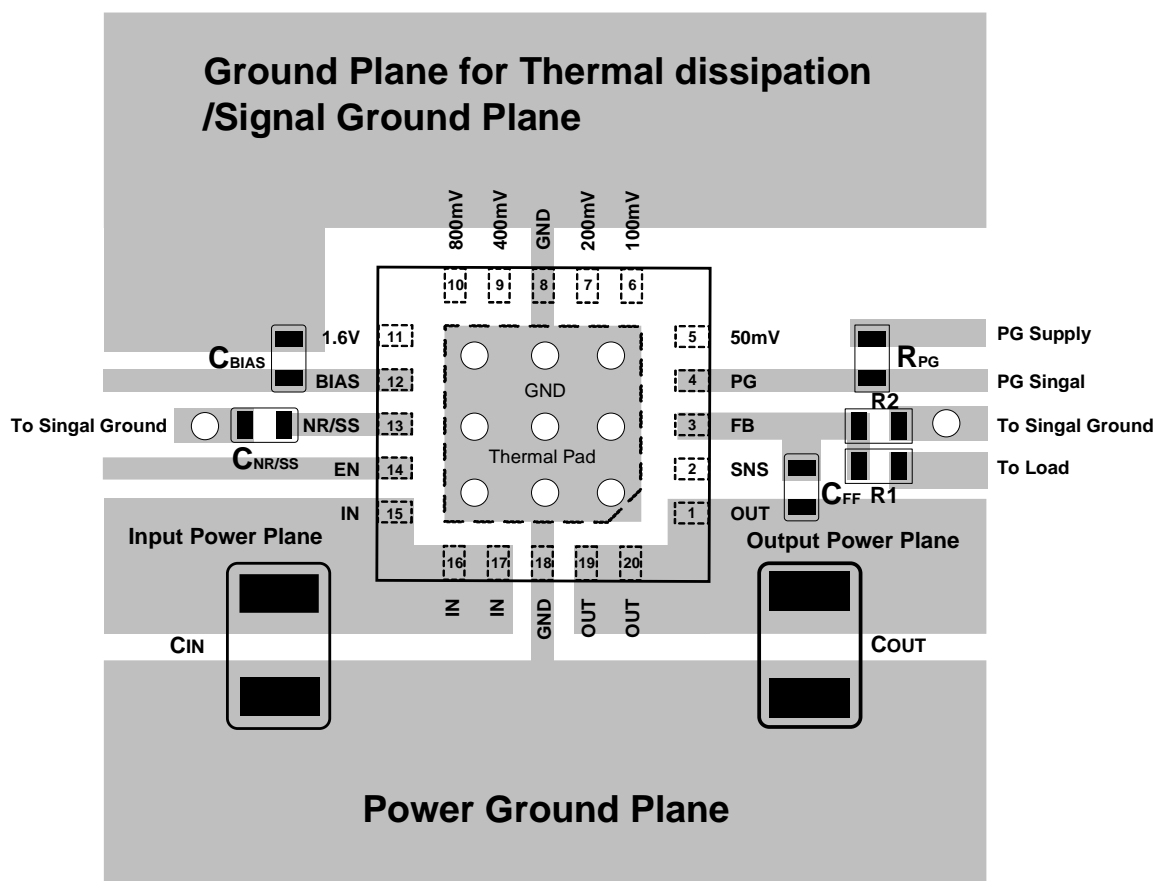 Ground Plane for Thermal dissipation
/Signal Ground Plane
800mV
400mV
GND
200mV
100mV
10
9
8
7
6
1.6V
11
5
50mV
PG Supply
CBIAS
RPG
BIAS
12
GND
4
PG
PG Singal
R2
To Singal Ground
NR/SS
13
3
FB
To Singal Ground
CNR/SS
Thermal Pad
EN
14
2
SNS
To Load
CFF
R1
IN
15
1
OUT
Input Power Plane
Output Power Plane
16
17
18
19
20
IN
IN
GND
OUT
OUT
CIN
COUT
Power Ground Plane